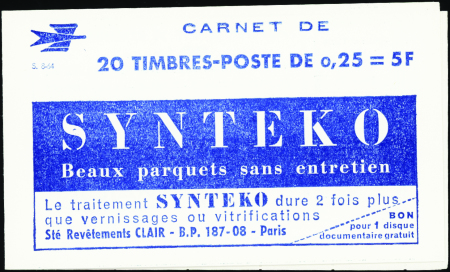 CARNET DE
S. 3-64
20 TIMBRES-POSTE DE 0,25 = 5F
SYNTEKO
Beaux parquets sans entretien
Le traitement SYNTEKO dure 2 fois plus
que vernissages ou vitrifications
Sté Revêtements CLAIR - B.P. 187-08 - Paris
BON
pour 1 disque
documentaire gratuit